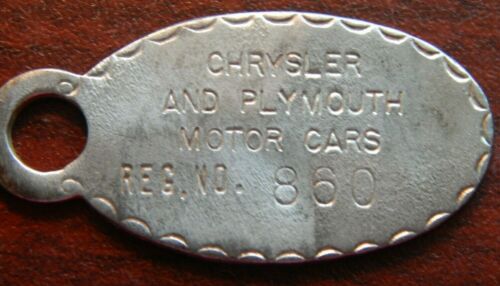 CHRYSLER
AND PLYMOUTH
MOTOR CARS
REG. NO. 860